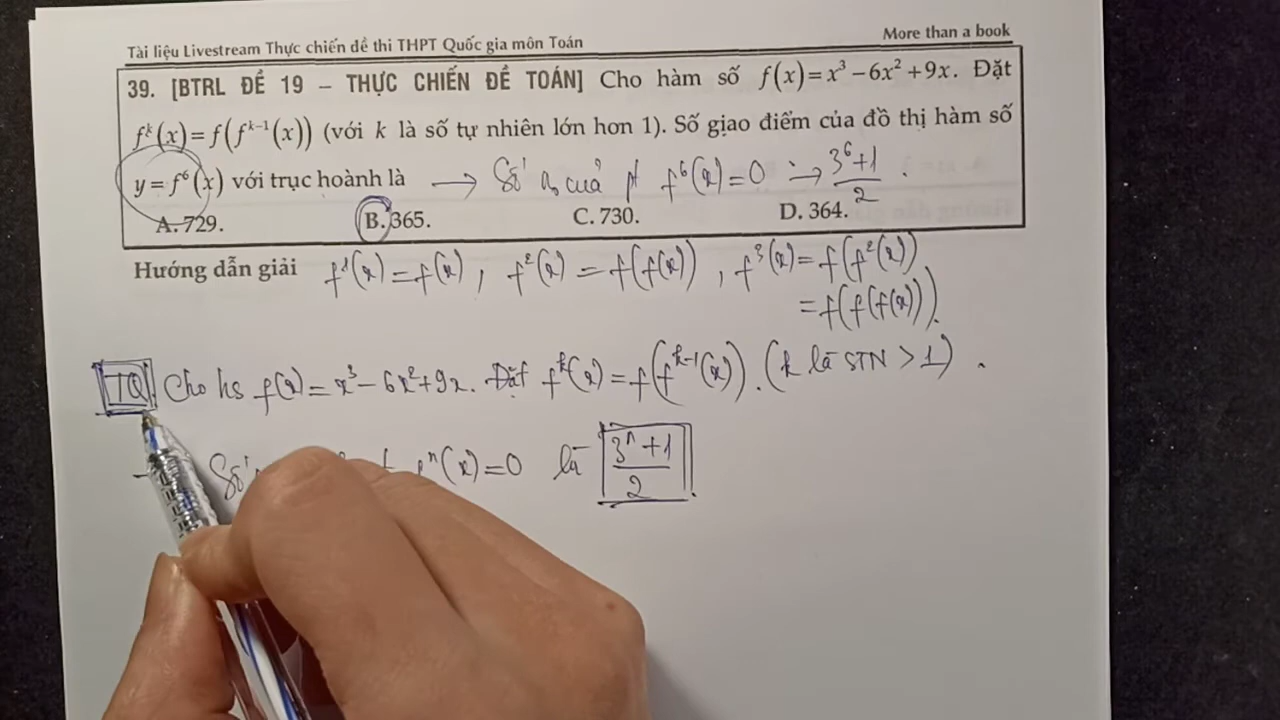 Tài liệu Livestream Thực chiến đề thi THPT Quốc gia môn Toán
More than a book
39. [BTRL ĐỀ 19 – THỰC CHIẾN ĐỀ TOÁN] Cho hàm số f(x)=x³−6x²+9x. Đặt
fᵏ(x)=f(fᵏ⁻¹(x)) (với k là số tự nhiên lớn hơn 1). Số giao điểm của đồ thị hàm số
y=f⁶(x) với trục hoành là → Số n₀ của pt f⁶(x)=0 → (3⁶+1)/2.
A. 729. B. 365. C. 730. D. 364.
Hướng dẫn giải f¹(x)=f(x), f²(x)=f(f(x)), f³(x)=f(f²(x))
=f(f(f(x))).
TQ. Cho hs f(x)=x³−6x²+9x. Đặt fᵏ(x)=f(fᵏ⁻¹(x)). (k là STN >1).
Số fⁿ(x)=0 là (3ⁿ+1)/2.